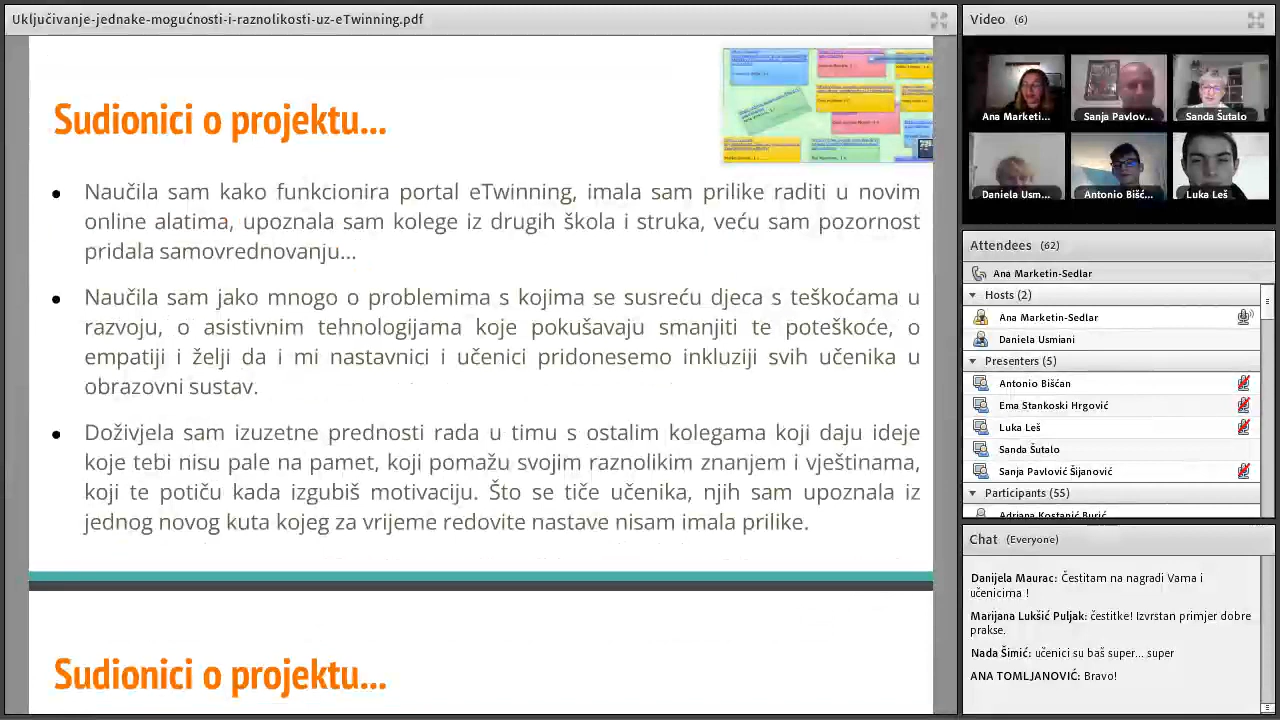 Uključivanje-jednake-mogućnosti-i-raznolikosti-uz-eTwinning.pdf
Sudionici o projektu...
Naučila sam kako funkcionira portal eTwinning, imala sam prilike raditi u novim
online alatima, upoznala sam kolege iz drugih škola i struka, veću sam pozornost
pridala samovrednovanju...
Naučila sam jako mnogo o problemima s kojima se susreću djeca s teškoćama u
razvoju, o asistivnim tehnologijama koje pokušavaju smanjiti te poteškoće, o
empatiji i želji da i mi nastavnici i učenici pridonesemo inkluziji svih učenika u
obrazovni sustav.
Doživjela sam izuzetne prednosti rada u timu s ostalim kolegama koji daju ideje
koje tebi nisu pale na pamet, koji pomažu svojim raznolikim znanjem i vještinama,
koji te potiču kada izgubiš motivaciju. Što se tiče učenika, njih sam upoznala iz
jednog novog kuta kojeg za vrijeme redovite nastave nisam imala prilike.
Sudionici o projektu...
Video (6)
Ana Marketi...
Sanja Pavlov...
Sanda Šutalo
Daniela Usm...
Antonio Bišć...
Luka Leš
Attendees (62)
Ana Marketin-Sedlar
Hosts (2)
Ana Marketin-Sedlar
Daniela Usmiani
Presenters (5)
Antonio Bišćan
Ema Stankoski Hrgović
Luka Leš
Sanda Šutalo
Sanja Pavlović Šijanović
Participants (55)
Adriana Kostanić Burić
Chat (Everyone)
Danijela Maurac: Čestitam na nagradi Vama i
učenicima !
Marijana Lukšić Puljak: čestitke! Izvrstan primjer dobre
prakse.
Nada Šimić: učenici su baš super... super
ANA TOMLJANOVIĆ: Bravo!